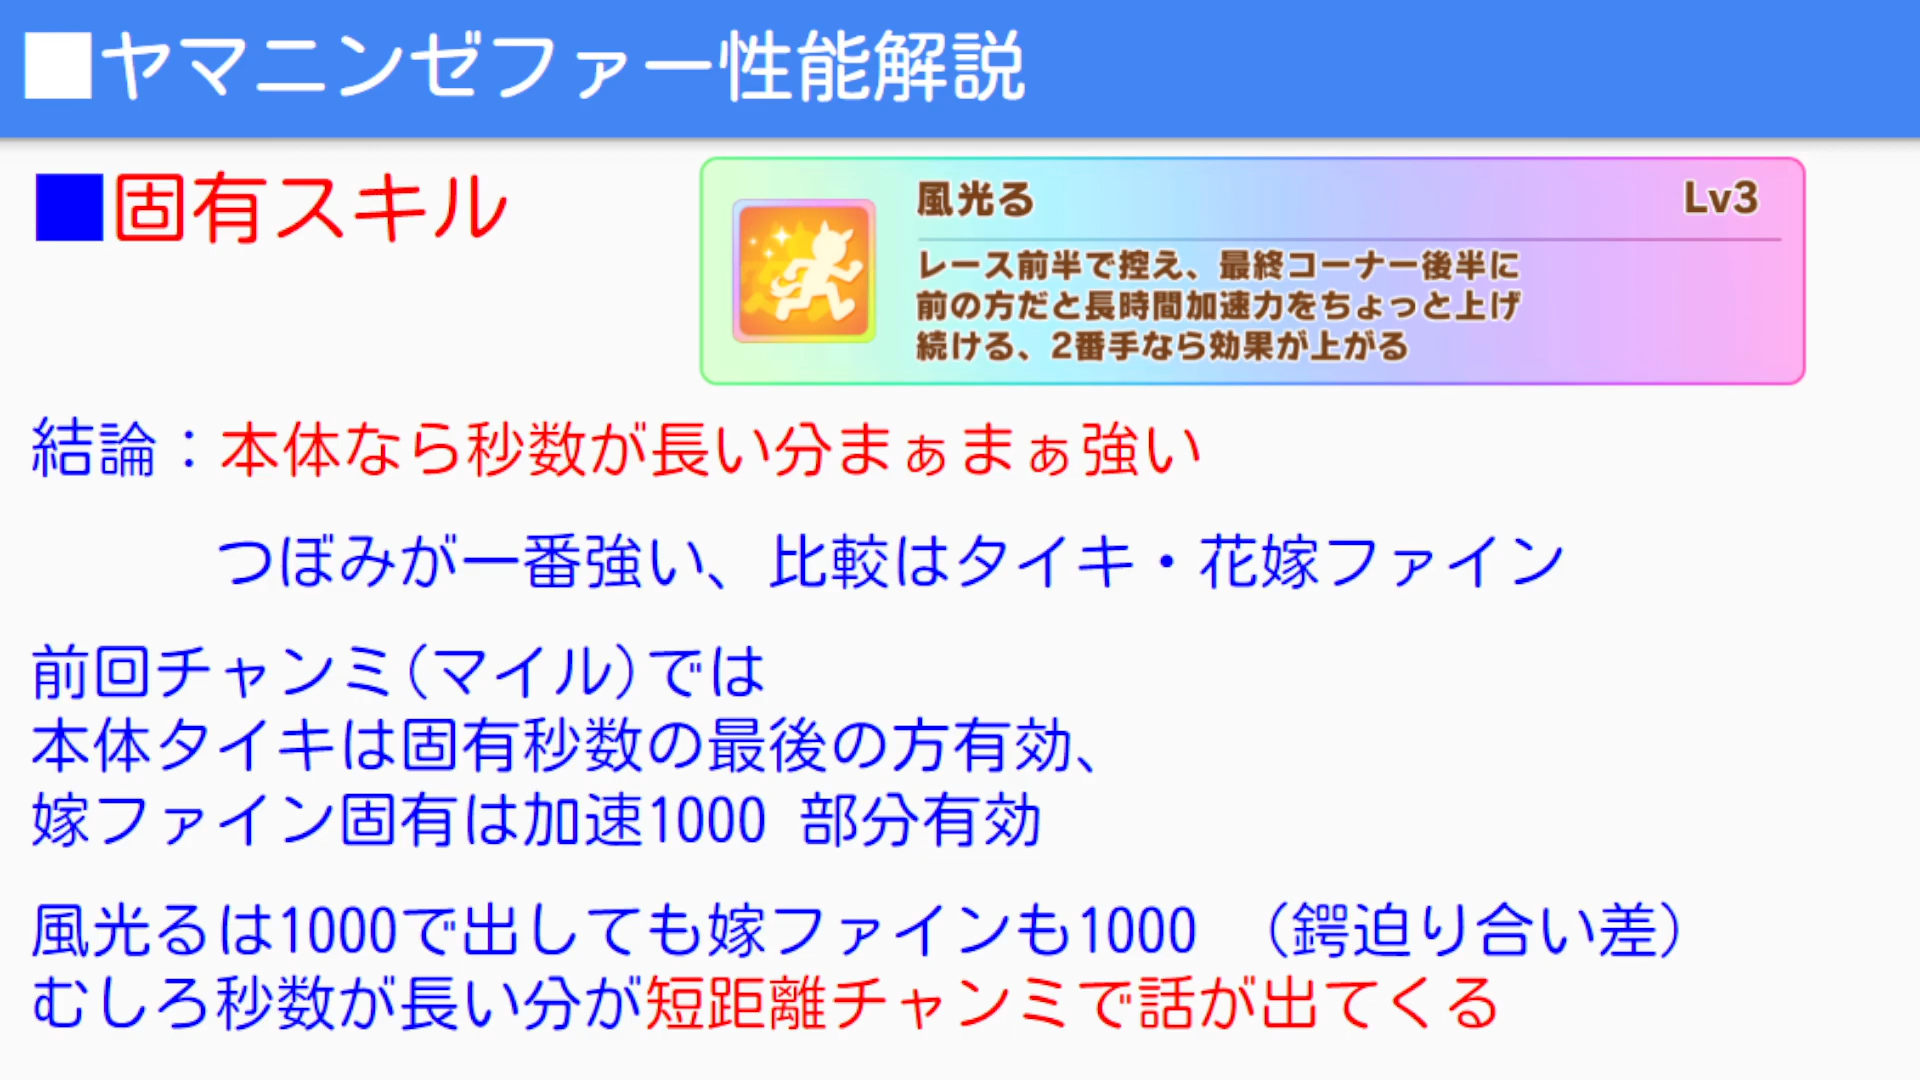 ■ヤマニンゼファー性能解説
■固有スキル
風光る
Lv3
レース前半で控え、最終コーナー後半に
前の方だと長時間加速力をちょっと上げ
続ける、2番手なら効果が上がる
結論：本体なら秒数が長い分まぁまぁ強い
つぼみが一番強い、比較はタイキ・花嫁ファイン
前回チャンミ(マイル)では
本体タイキは固有秒数の最後の方有効、
嫁ファイン固有は加速1000 部分有効
風光るは1000で出しても嫁ファインも1000 （鍔迫り合い差）
むしろ秒数が長い分が短距離チャンミで話が出てくる